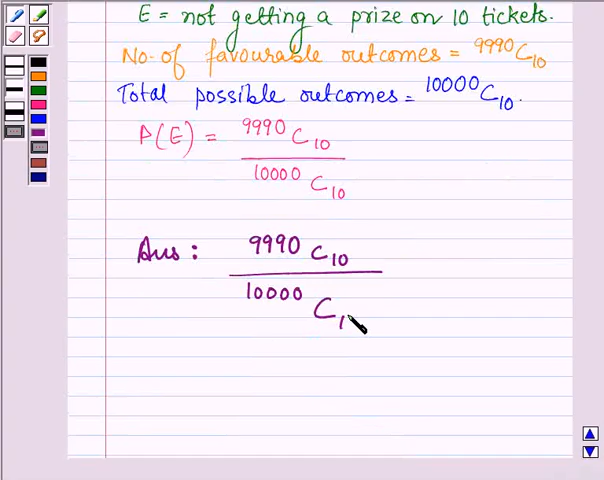 E = not getting a prize on 10 tickets.
No. of favourable outcomes = ⁹⁹⁹⁰C₁₀
Total possible outcomes = ¹⁰⁰⁰⁰C₁₀.
P(E) = ⁹⁹⁹⁰C₁₀
¹⁰⁰⁰⁰C₁₀
Ans : ⁹⁹⁹⁰C₁₀
¹⁰⁰⁰⁰C₁